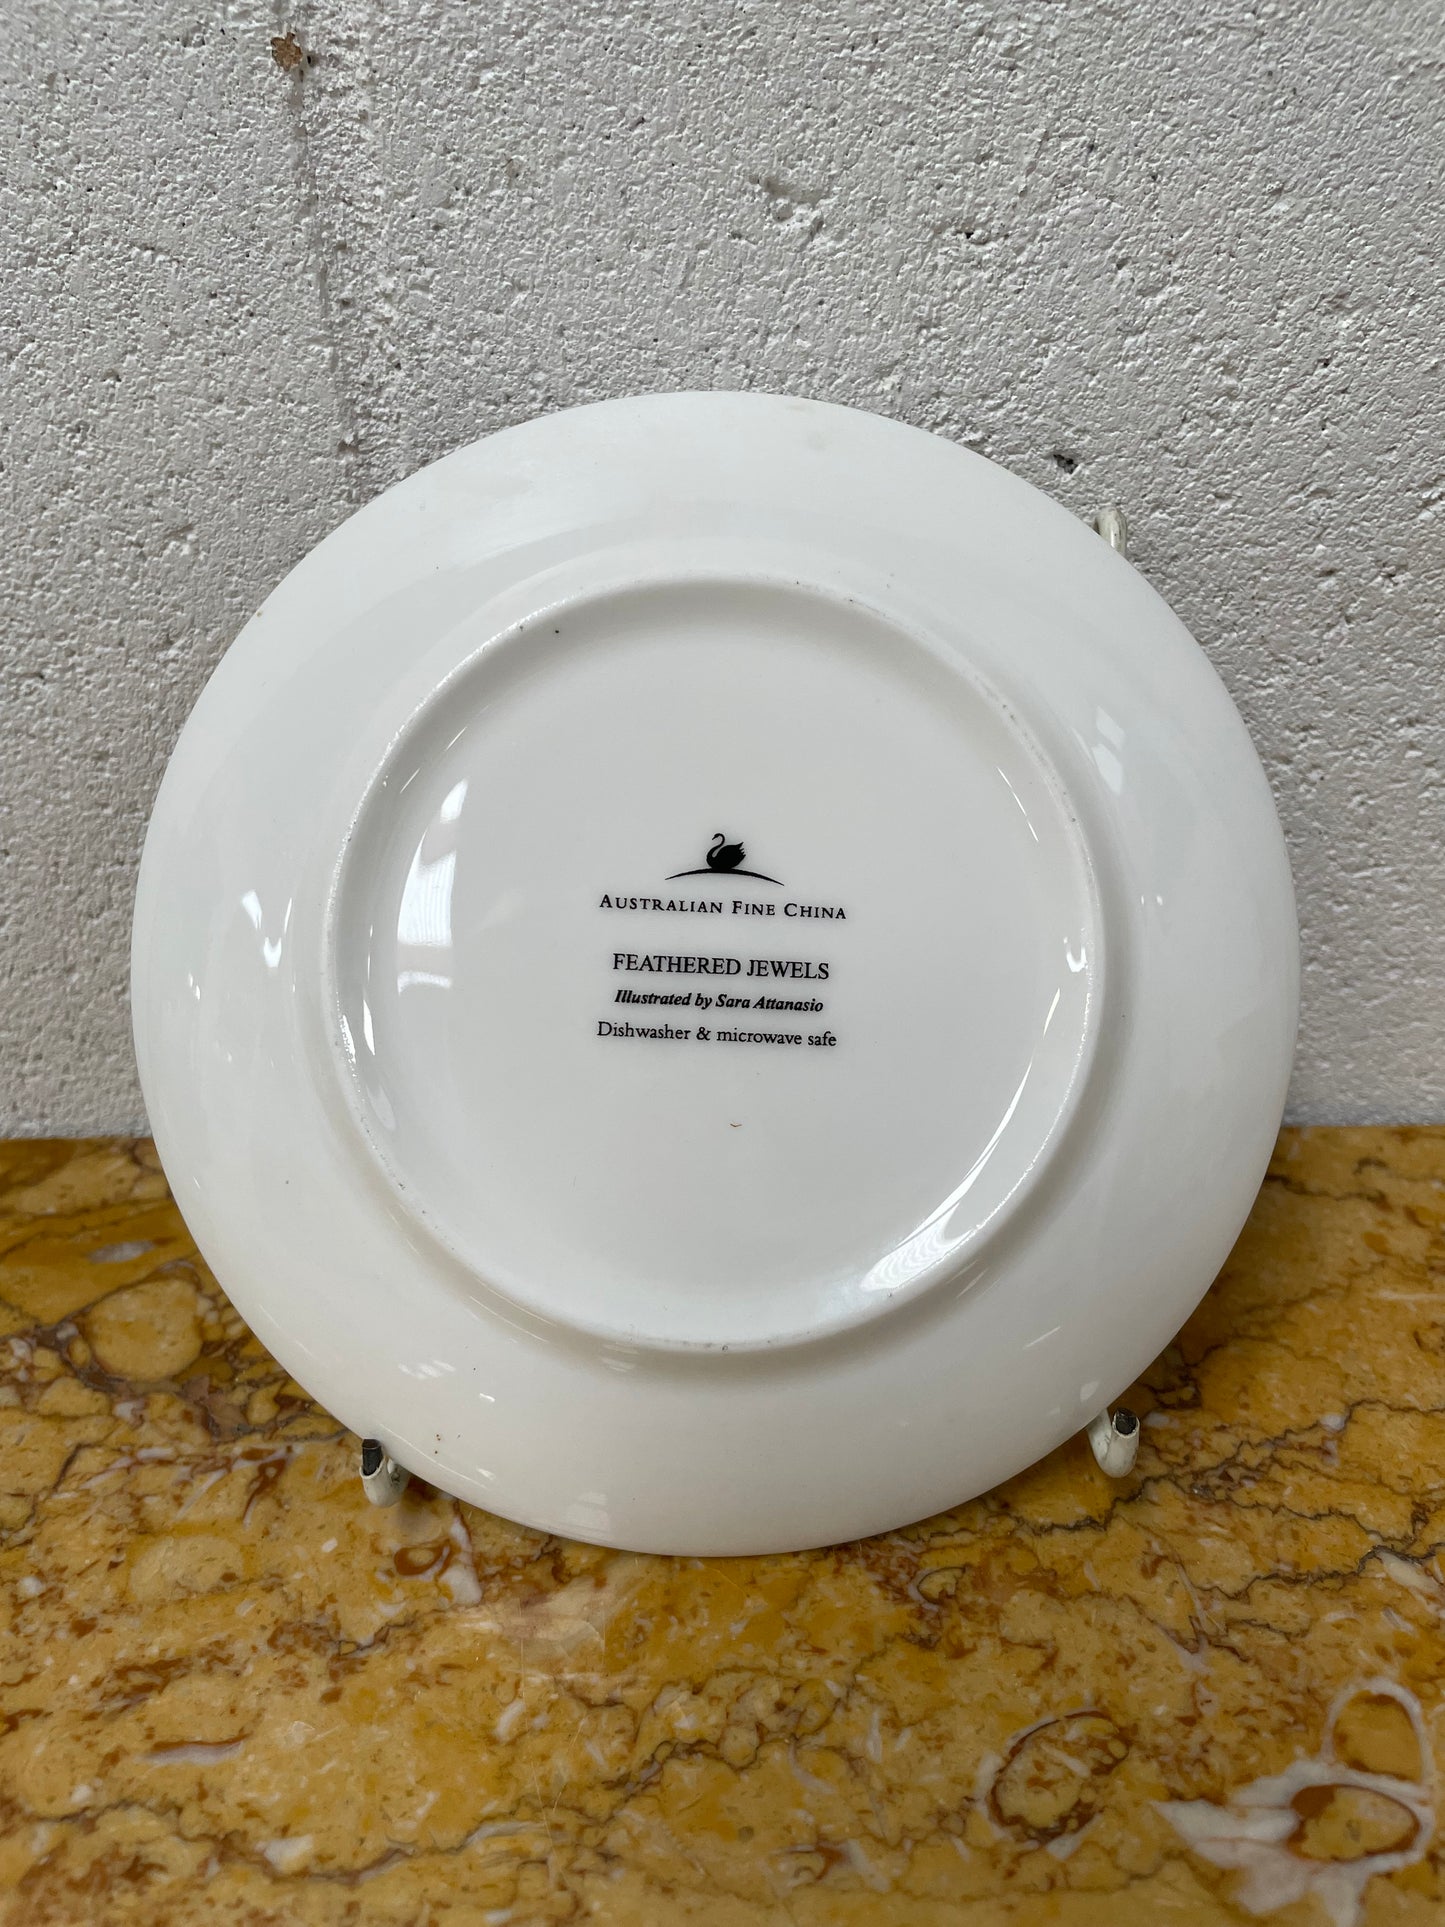 AUSTRALIAN FINE CHINA
FEATHERED JEWELS
Illustrated by Sara Attanasio
Dishwasher & microwave safe